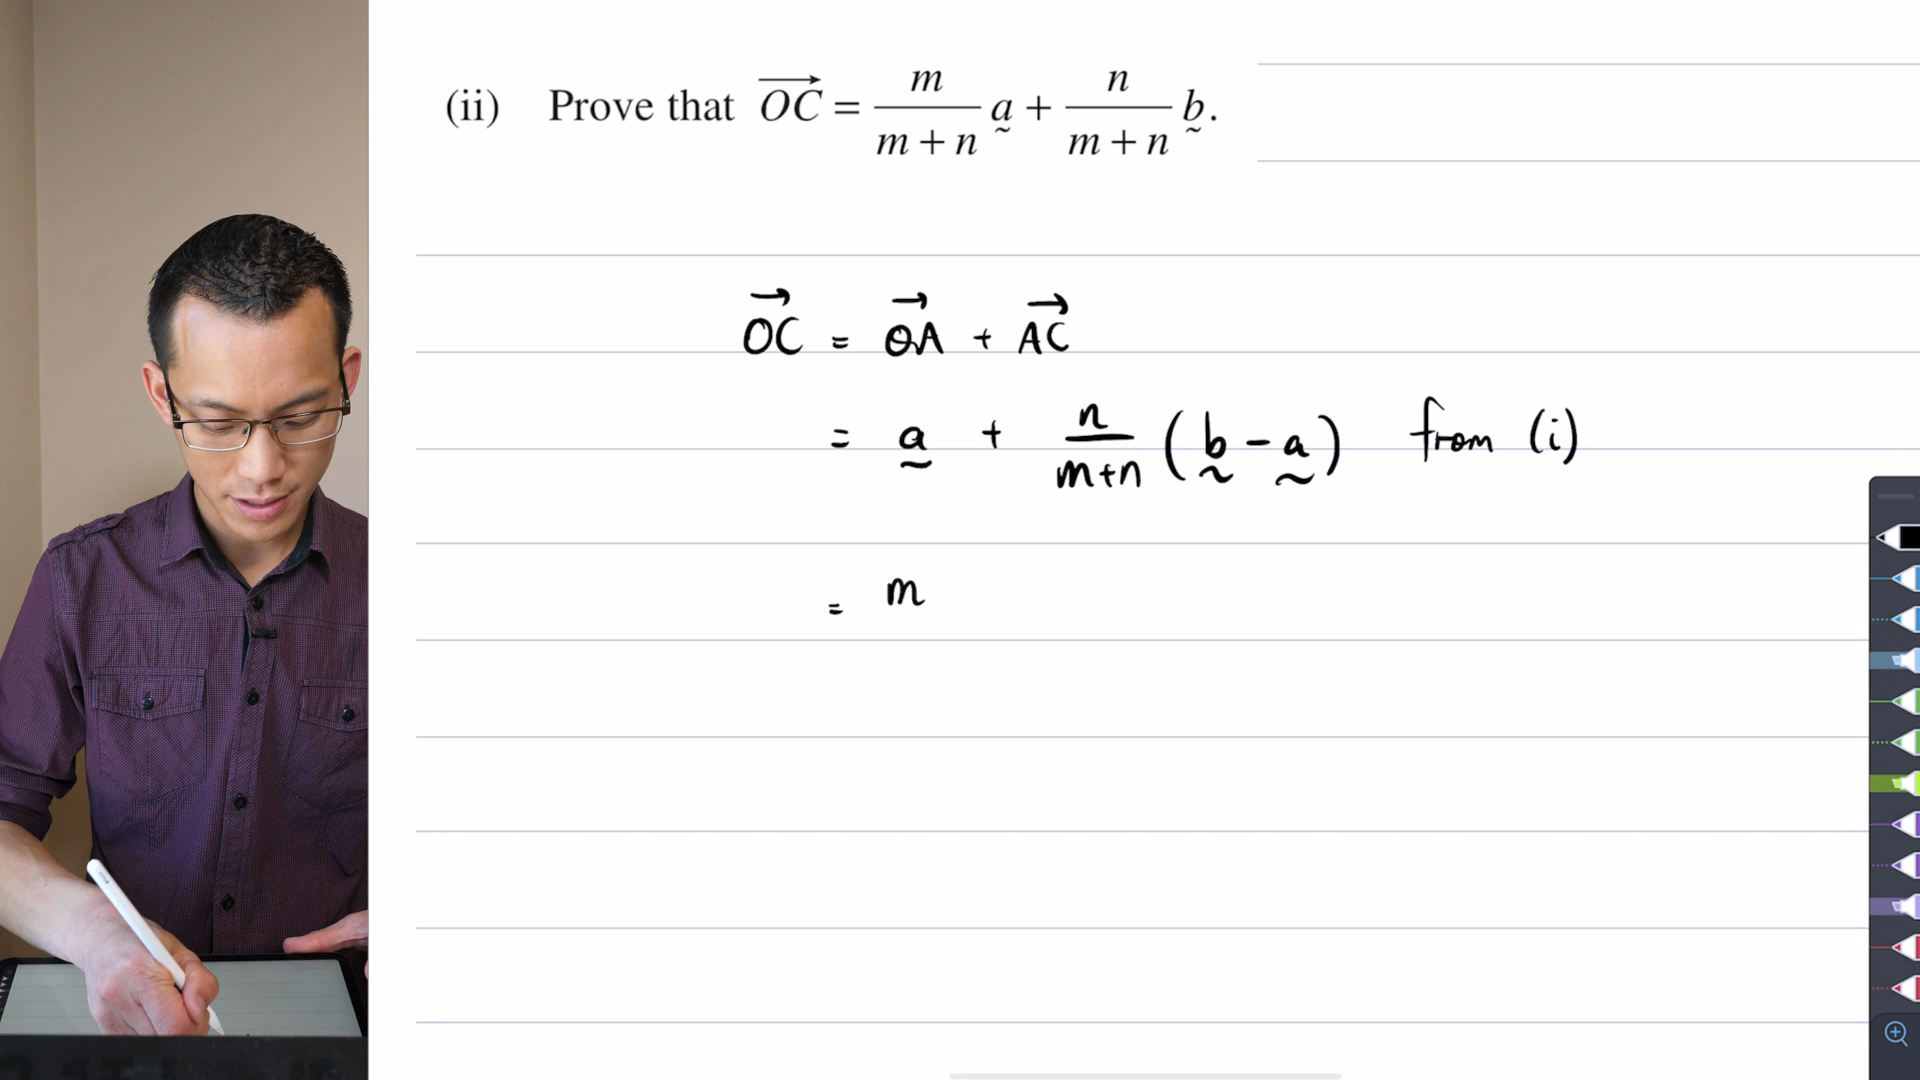 (ii) Prove that \overrightarrow{OC} = \frac{m}{m+n} \underset{\sim}{a} + \frac{n}{m+n} \underset{\sim}{b}.
\overrightarrow{OC} = \overrightarrow{OA} + \overrightarrow{AC}
= \underset{\sim}{a} + \frac{n}{m+n} (\underset{\sim}{b} - \underset{\sim}{a}) from (i)
= m